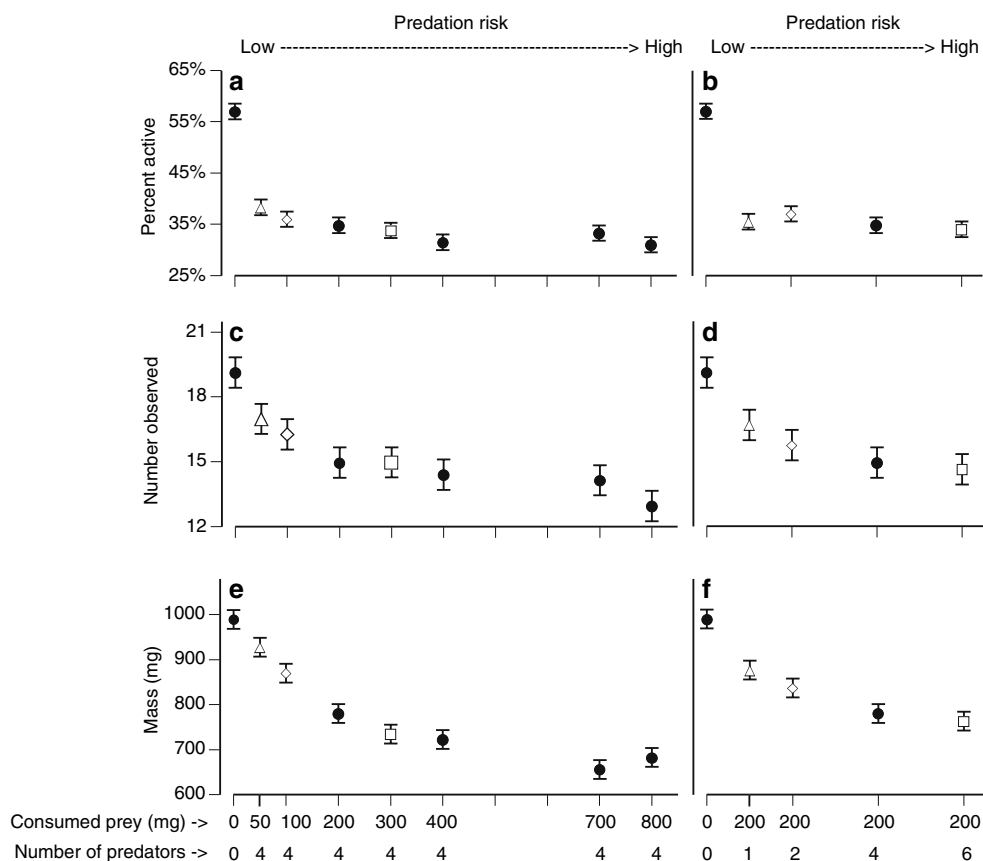 Predation risk Predation risk
Low ---------------------------------------------> High Low ----------------------> High
a b
65%
55%
45%
35%
25%
Percent active
c d
21
18
15
12
Number observed
e f
1000
900
800
700
600
Mass (mg)
Consumed prey (mg) -> 0 50 100 200 300 400 700 800 0 200 200 200 200
Number of predators -> 0 4 4 4 4 4 4 4 0 1 2 4 6